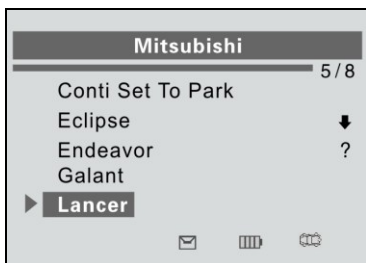 Mitsubishi
5/8
Conti Set To Park
Eclipse
Endeavor ?
Galant
Lancer